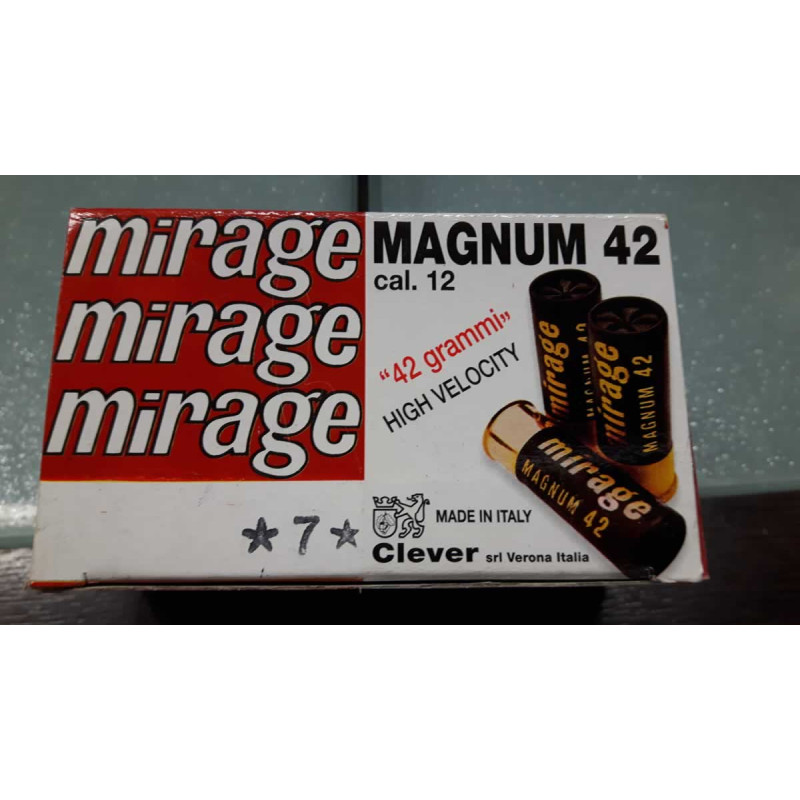 mirage
mirage
mirage
MAGNUM 42
cal. 12
"42 grammi"
HIGH VELOCITY
mirage
MAGNUM 42
mirage
MAGNUM 42
mirage
MAGNUM 42
★ 7 ★
MADE IN ITALY
Clever srl Verona Italia